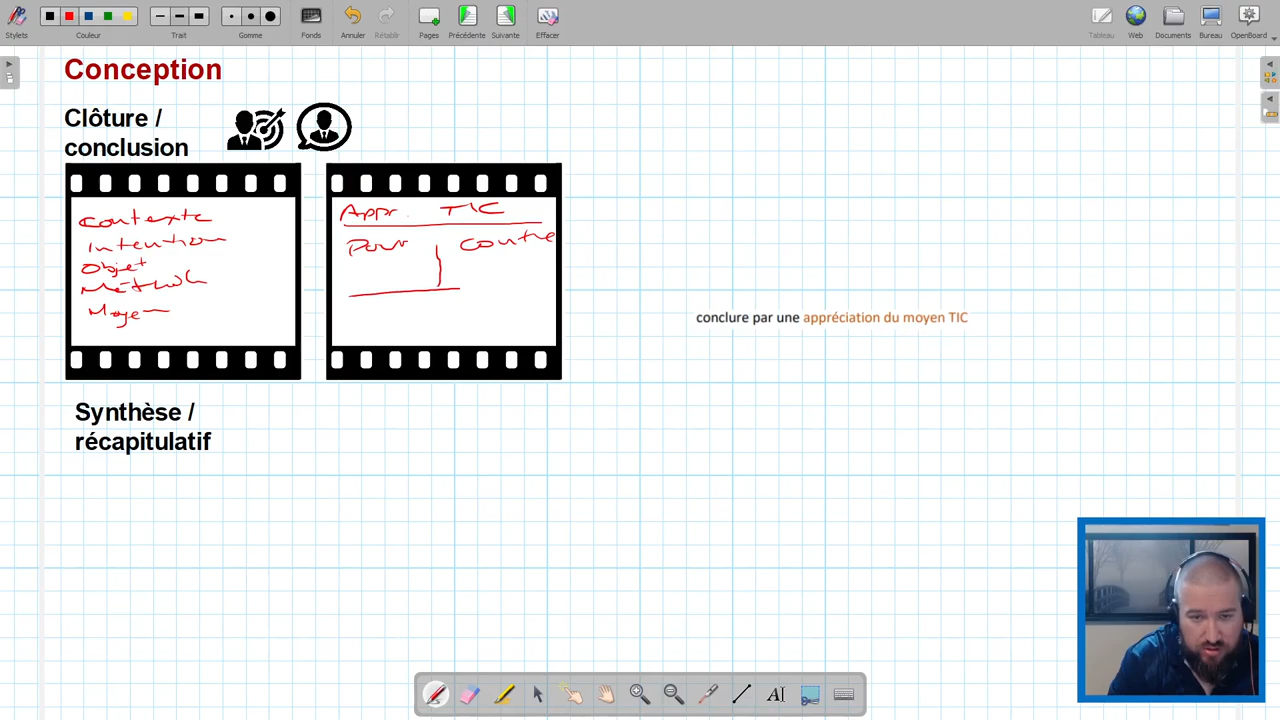 Stylets
Couleur
Trait
Gomme
Fonds
Annuler
Rétablir
Pages
Précédente
Suivante
Effacer
Tableau
Web
Documents
Bureau
OpenBoard
Conception
Clôture /
conclusion
Contexte
Intention
Objet
Méthode
Moyen
Appr. TIC
Pour
Contre
conclure par une appréciation du moyen TIC
Synthèse /
récapitulatif